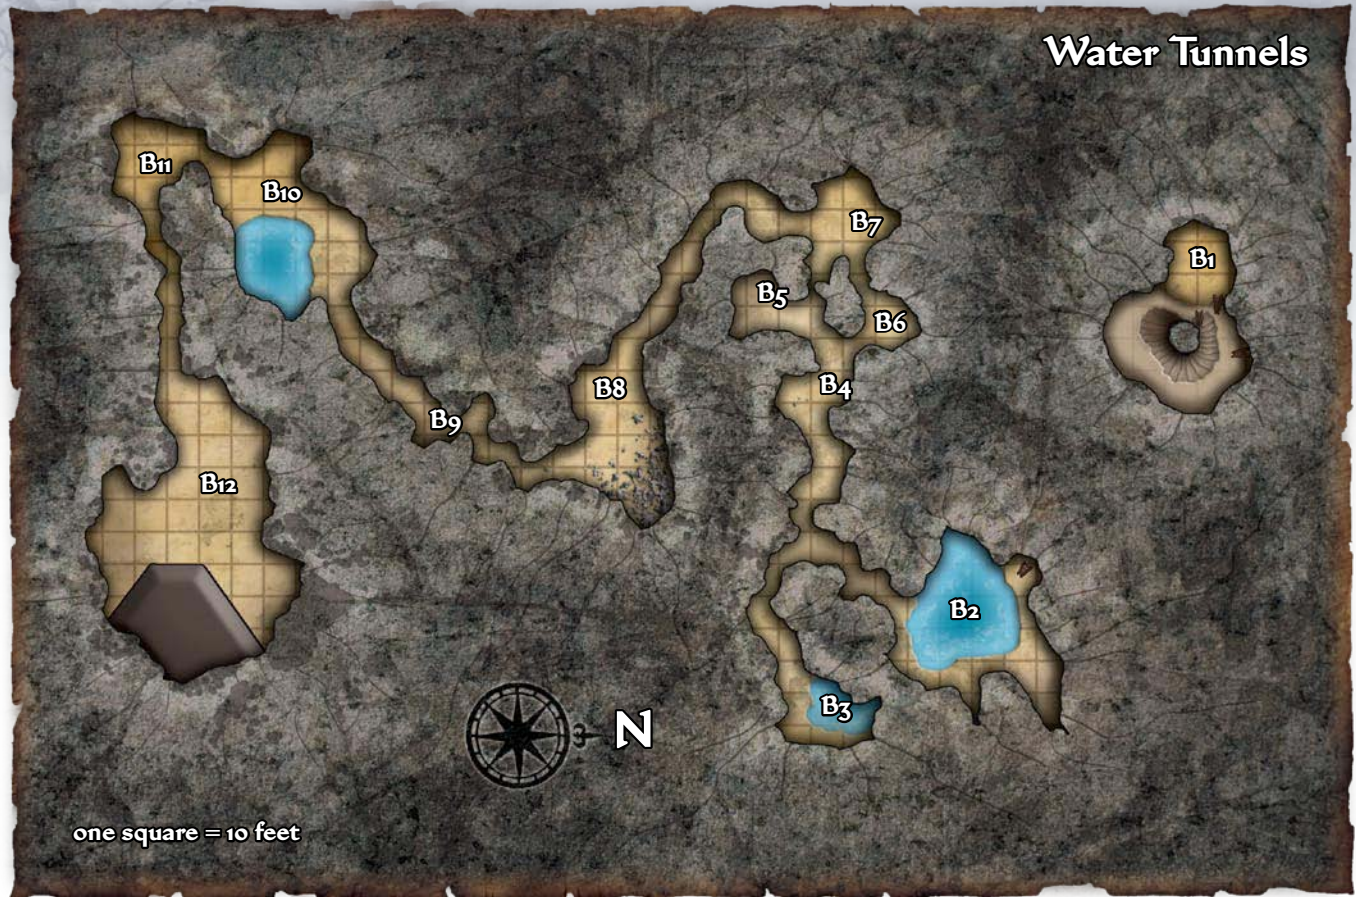 Water Tunnels
B11
B10
B7
B1
B5
B6
B8
B4
B9
B12
B2
B3
N
one square = 10 feet